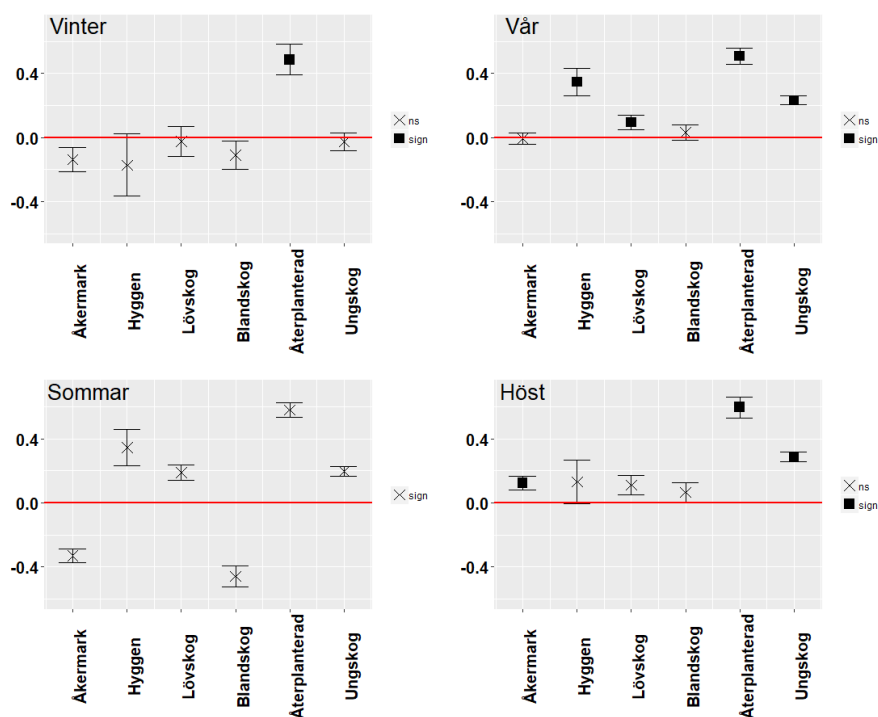 Vinter
0.4
0.0
-0.4
ns
sign
Åkermark
Hyggen
Lövskog
Blandskog
Återplanterad
Ungskog
Vår
0.4
0.0
-0.4
ns
sign
Åkermark
Hyggen
Lövskog
Blandskog
Återplanterad
Ungskog
Sommar
0.4
0.0
-0.4
sign
Åkermark
Hyggen
Lövskog
Blandskog
Återplanterad
Ungskog
Höst
0.4
0.0
-0.4
ns
sign
Åkermark
Hyggen
Lövskog
Blandskog
Återplanterad
Ungskog